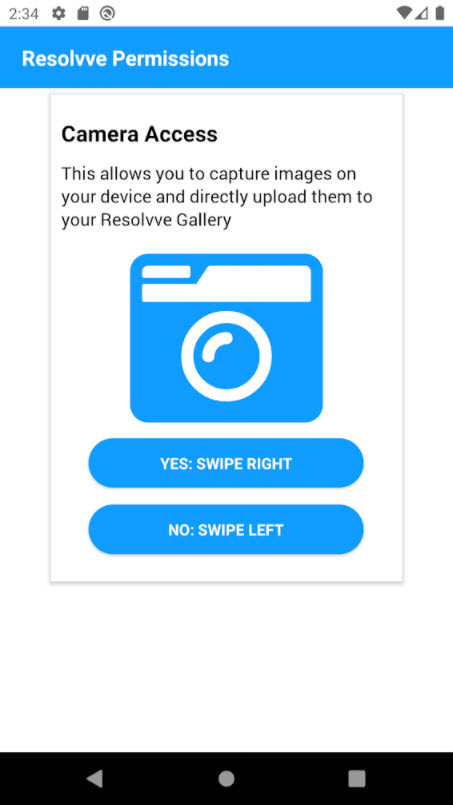 2:34
Resolvve Permissions
Camera Access
This allows you to capture images on
your device and directly upload them to
your Resolvve Gallery
YES: SWIPE RIGHT
NO: SWIPE LEFT